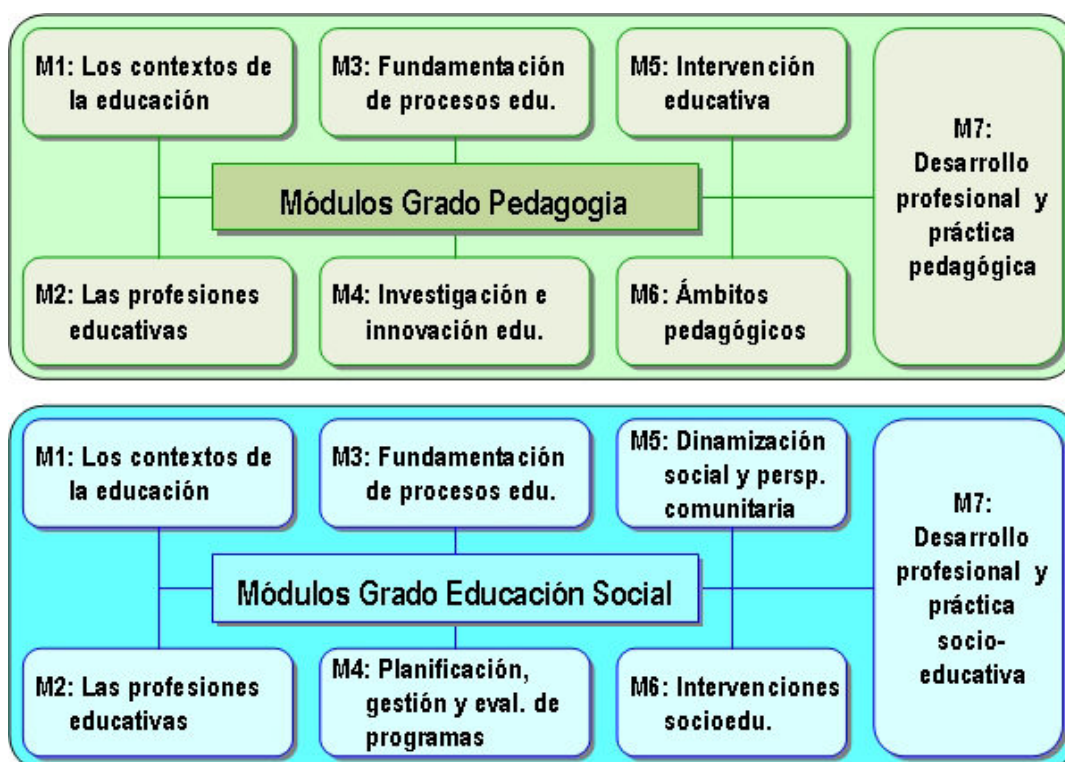 M1: Los contextos de
la educación
M3: Fundamentación
de procesos edu.
M5: Intervención
educativa
M7:
Desarrollo
profesional y
práctica
pedagógica
Módulos Grado Pedagogia
M2: Las profesiones
educativas
M4: Investigación e
innovación edu.
M6: Ámbitos
pedagógicos
M1: Los contextos de
la educación
M3: Fundamentación
de procesos edu.
M5: Dinamización
social y persp.
comunitaria
M7:
Desarrollo
profesional y
práctica
socio-
educativa
Módulos Grado Educación Social
M2: Las profesiones
educativas
M4: Planificación,
gestión y eval. de
programas
M6: Intervenciones
socioedu.